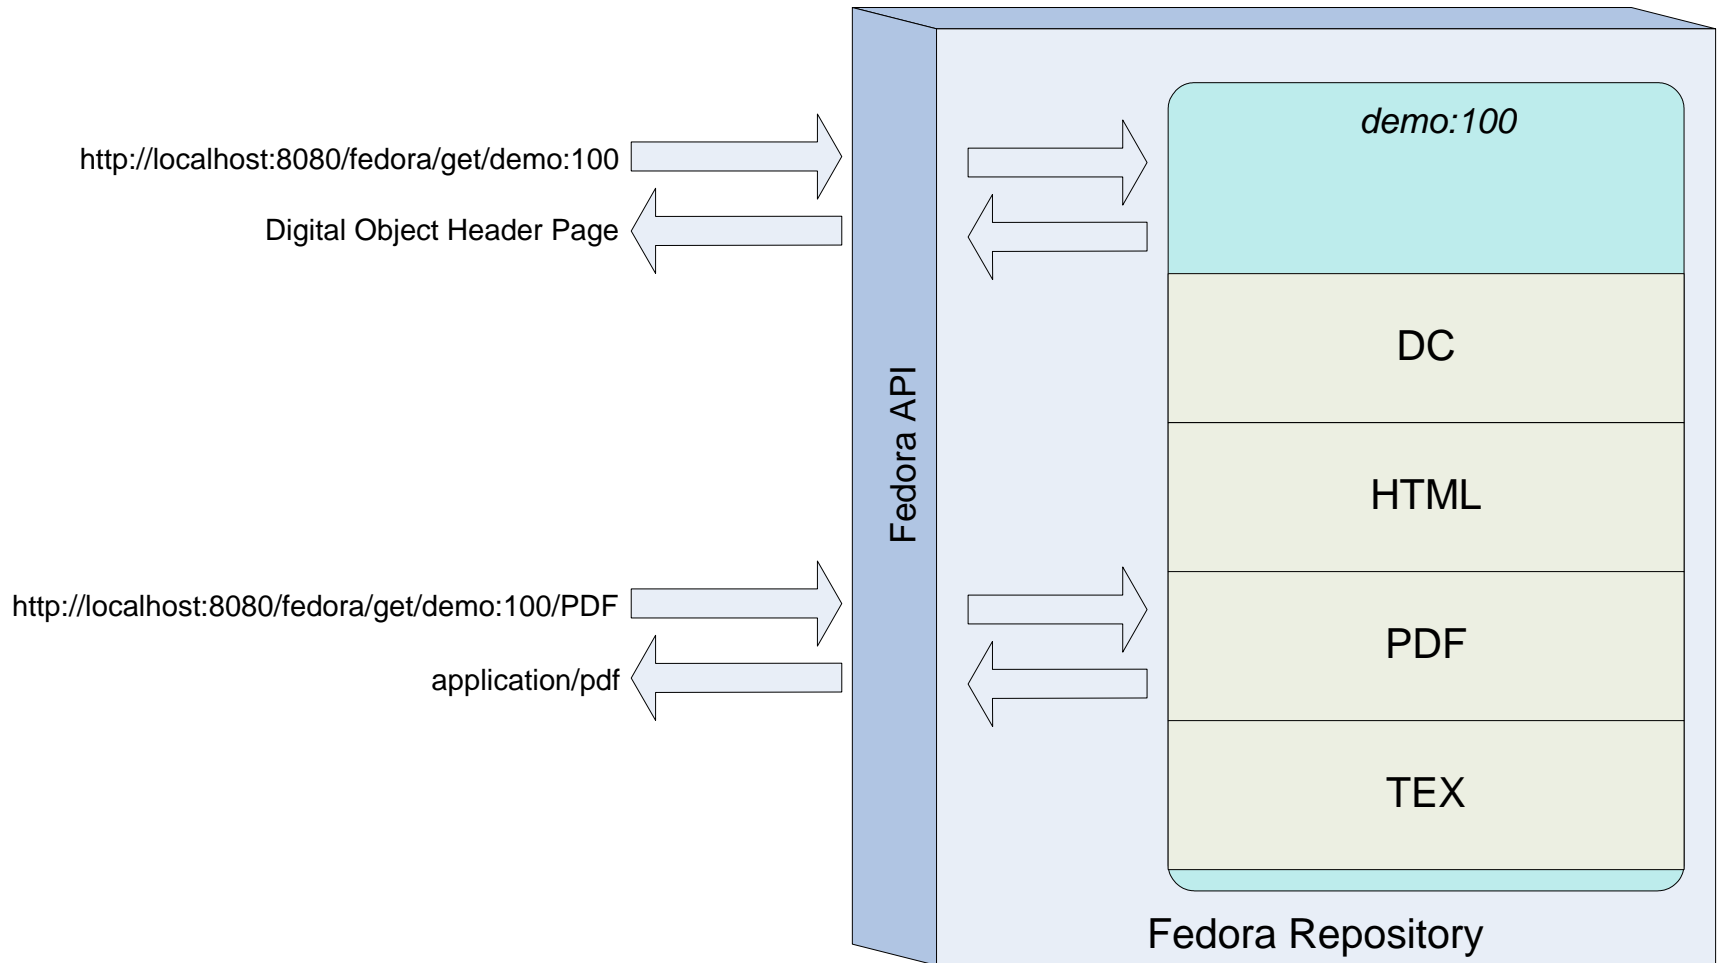 demo:100
http://localhost:8080/fedora/get/demo:100
Digital Object Header Page
DC
Fedora API
HTML
http://localhost:8080/fedora/get/demo:100/PDF
PDF
application/pdf
TEX
Fedora Repository